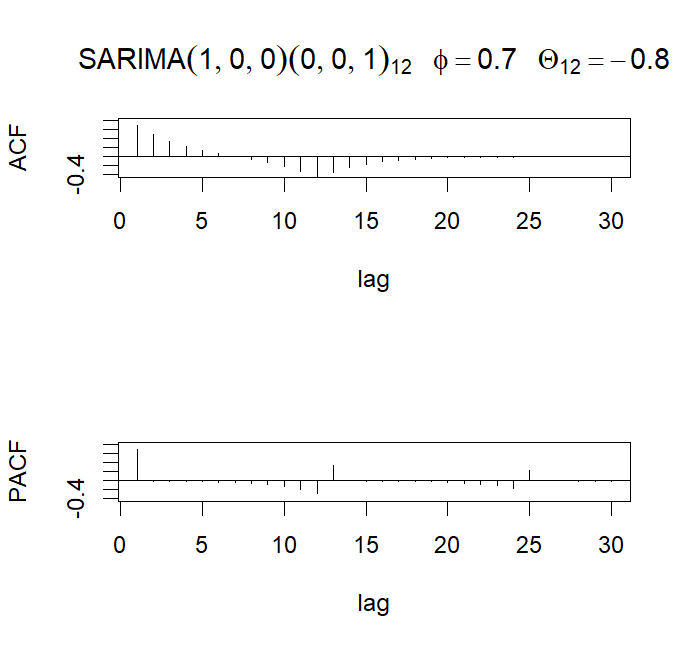 SARIMA(1, 0, 0)(0, 0, 1)₁₂ ϕ = 0.7 Θ₁₂ = − 0.8
ACF
-0.4
0 5 10 15 20 25 30
lag
PACF
-0.4
0 5 10 15 20 25 30
lag